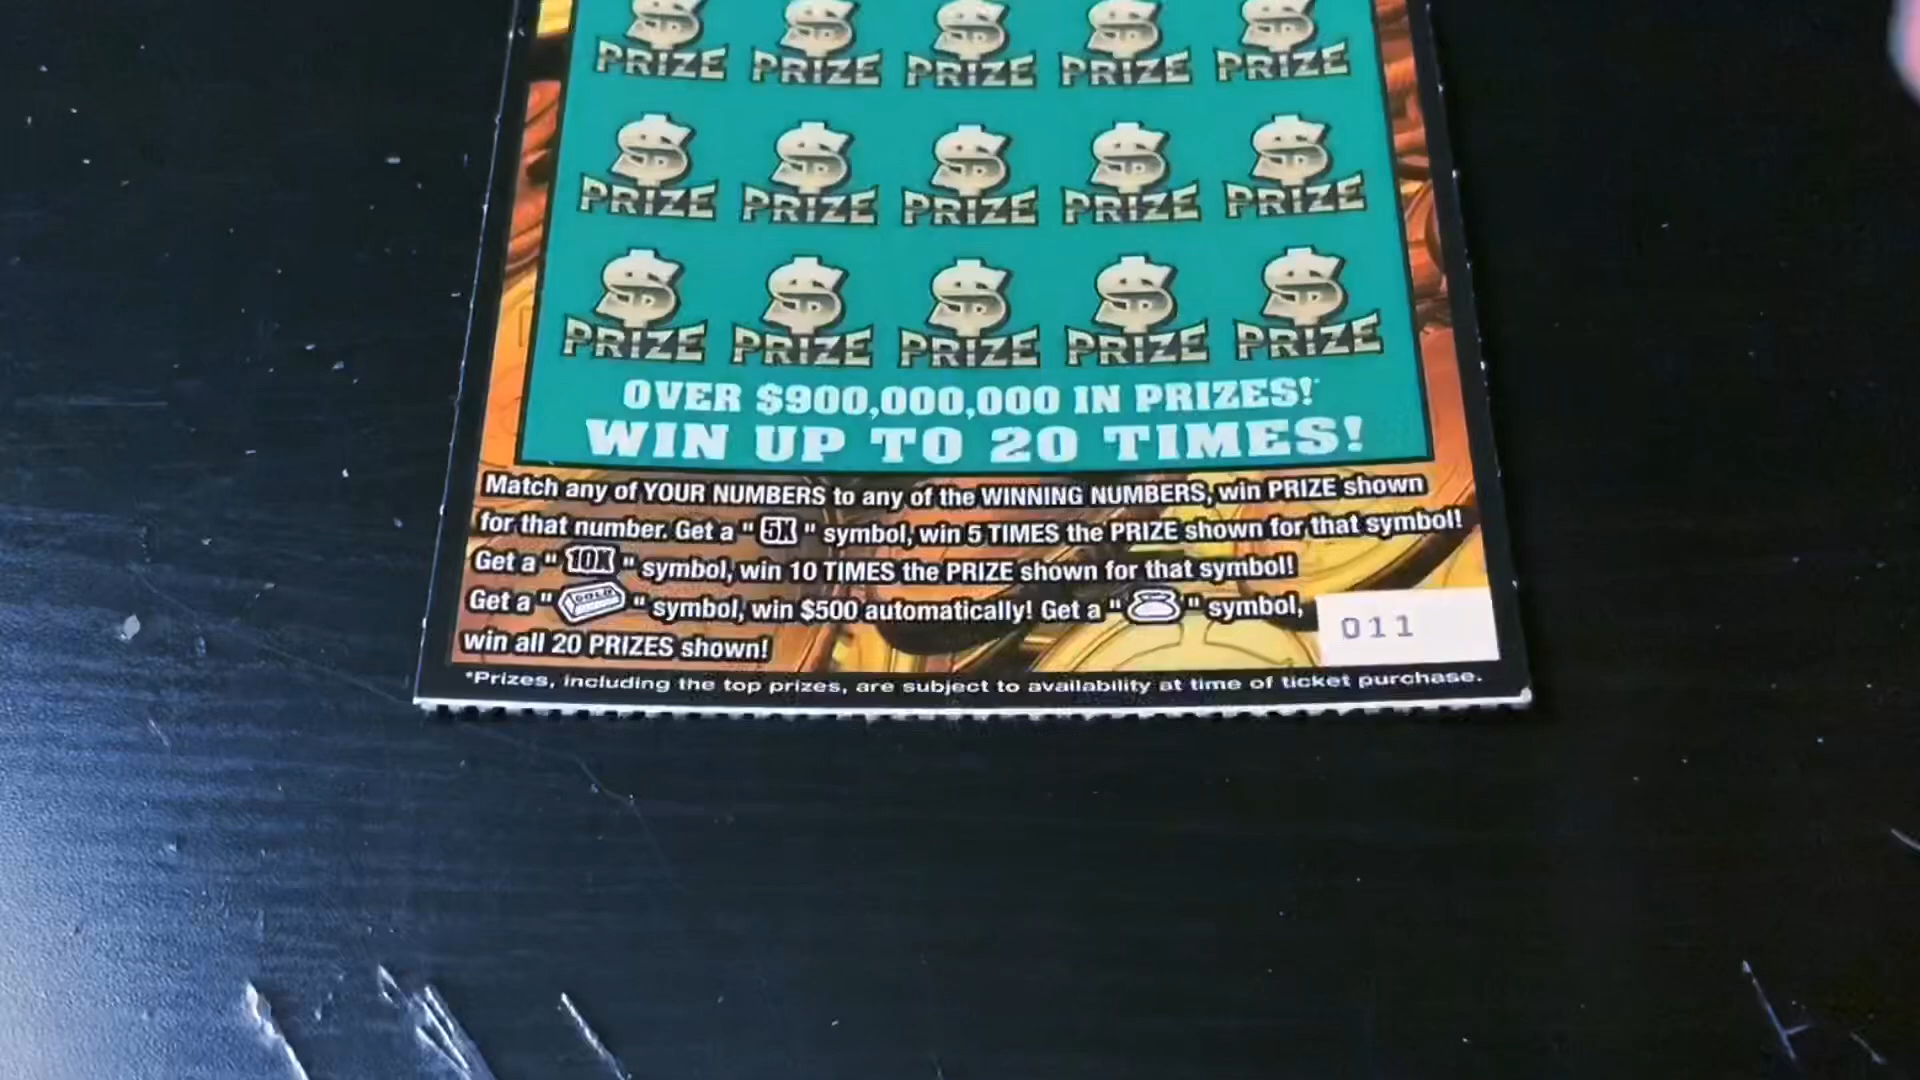 PRIZE PRIZE PRIZE PRIZE PRIZE
PRIZE PRIZE PRIZE PRIZE PRIZE
PRIZE PRIZE PRIZE PRIZE PRIZE
OVER $900,000,000 IN PRIZES!*
WIN UP TO 20 TIMES!
Match any of YOUR NUMBERS to any of the WINNING NUMBERS, win PRIZE shown
for that number. Get a "5X" symbol, win 5 TIMES the PRIZE shown for that symbol!
Get a "10X" symbol, win 10 TIMES the PRIZE shown for that symbol!
Get a "GOLD" symbol, win $500 automatically! Get a " " symbol,
win all 20 PRIZES shown!
011
*Prizes, including the top prizes, are subject to availability at time of ticket purchase.